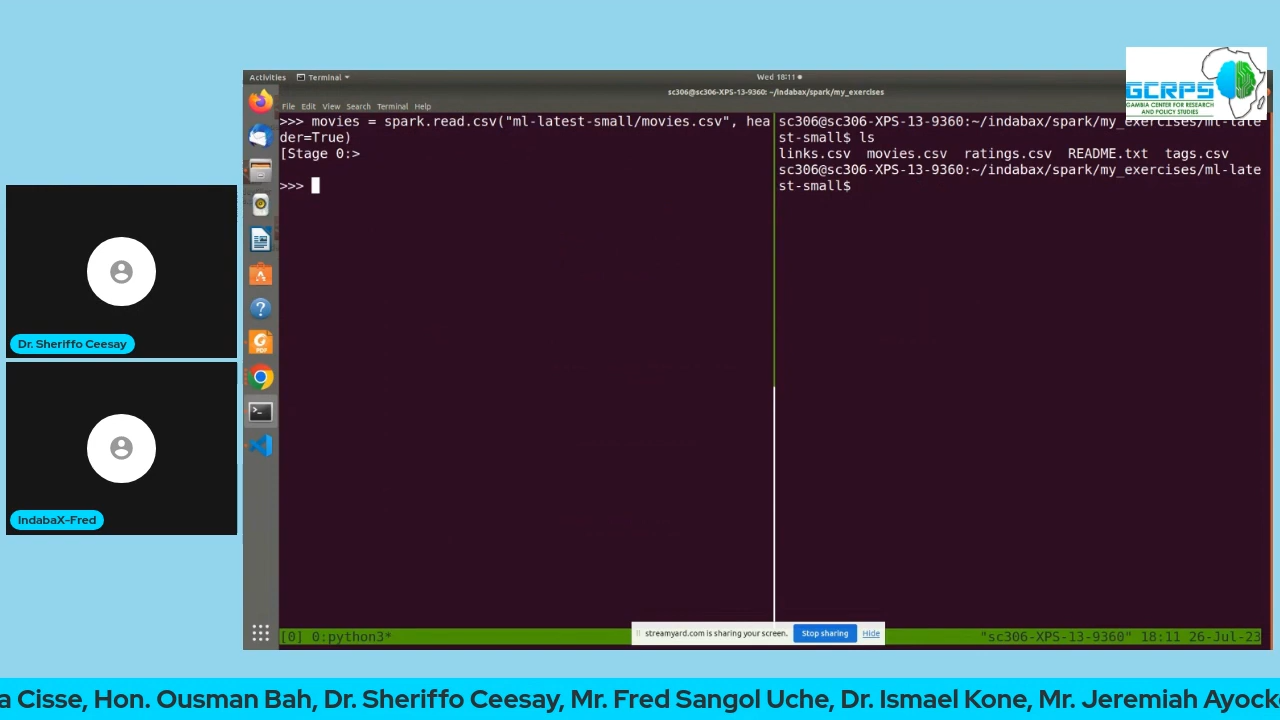 Activities Terminal Wed 18:11
sc306@sc306-XPS-13-9360: ~/indabax/spark/my_exercises
File Edit View Search Terminal Help
>>> movies = spark.read.csv("ml-latest-small/movies.csv", hea
der=True)
[Stage 0:>
>>>
sc306@sc306-XPS-13-9360:~/indabax/spark/my_exercises/ml-late
st-small$ ls
links.csv movies.csv ratings.csv README.txt tags.csv
sc306@sc306-XPS-13-9360:~/indabax/spark/my_exercises/ml-late
st-small$
GCRPS
GAMBIA CENTER FOR RESEARCH
AND POLICY STUDIES
Dr. Sheriffo Ceesay
IndabaX-Fred
PDF
[0] 0:python3*
streamyard.com is sharing your screen. Stop sharing Hide
"sc306-XPS-13-9360" 18:11 26-Jul-23
a Cisse, Hon. Ousman Bah, Dr. Sheriffo Ceesay, Mr. Fred Sangol Uche, Dr. Ismael Kone, Mr. Jeremiah Ayock